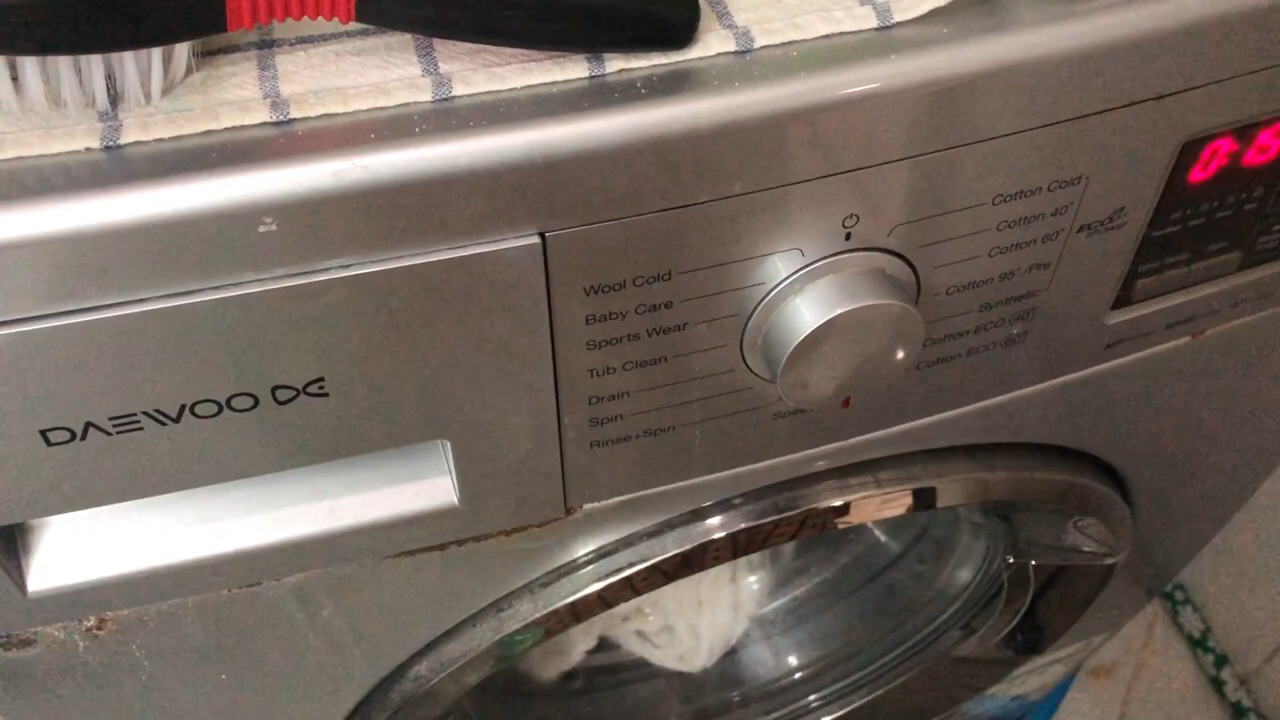 DAEWOO DE
Wool Cold
Baby Care
Sports Wear
Tub Clean
Drain
Spin
Rinse+Spin
Cotton Cold
Cotton 40°
Cotton 60°
Cotton 95°/Pre
Synthetic
Cotton ECO 40°
Cotton ECO 60°
ECO